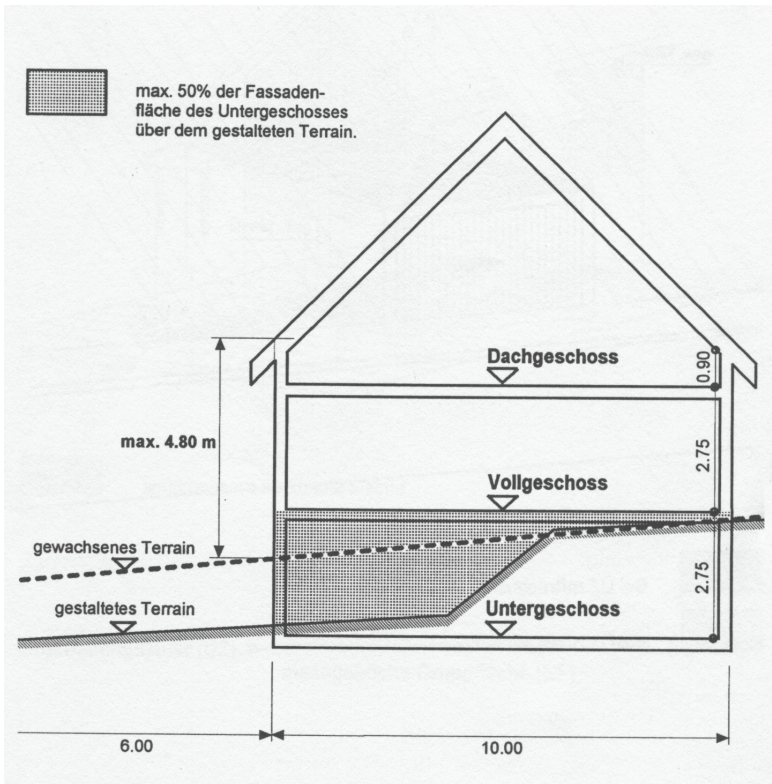 max. 50% der Fassaden-
fläche des Untergeschosses
über dem gestalteten Terrain.
Dachgeschoss
0.90
max. 4.80 m
2.75
Vollgeschoss
gewachsenes Terrain
2.75
gestaltetes Terrain
Untergeschoss
6.00
10.00